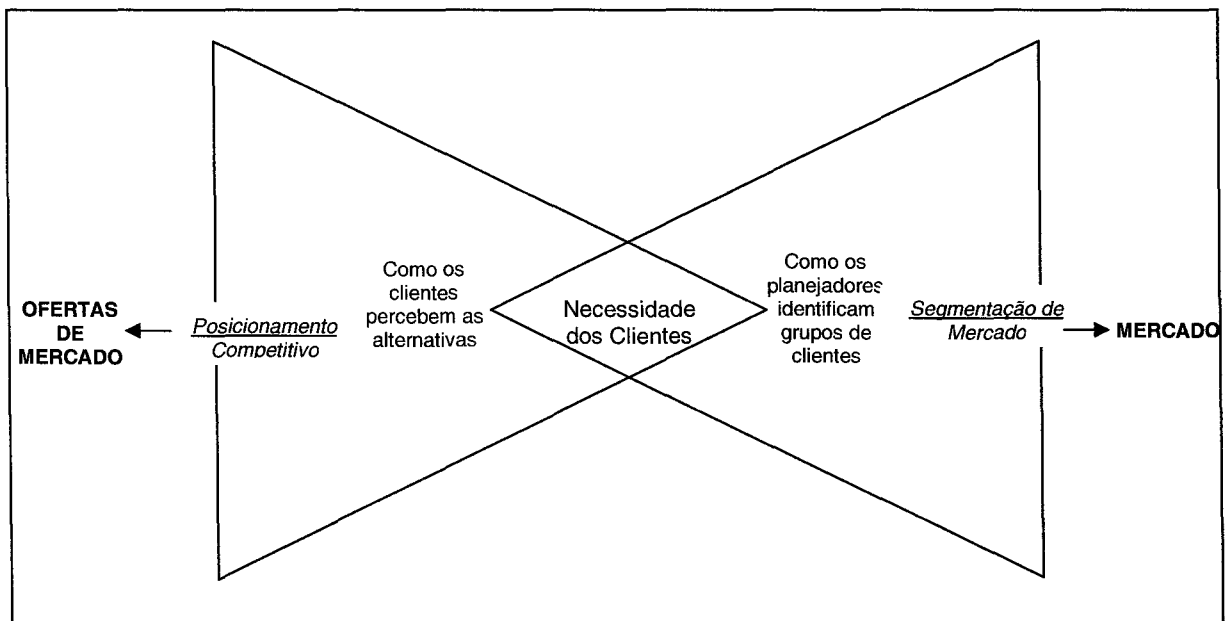 OFERTAS
DE
MERCADO
Posicionamento
Competitivo
Como os
clientes
percebem as
alternativas
Necessidade
dos Clientes
Como os
planejadores
identificam
grupos de
clientes
Segmentação de
Mercado
MERCADO